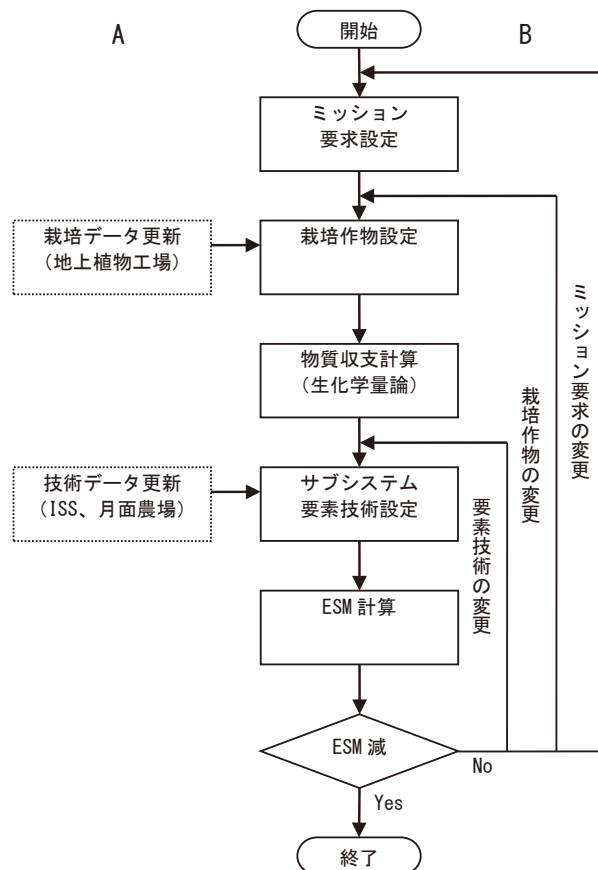 A
開始
B
ミッション
要求設定
栽培データ更新
(地上植物工場)
栽培作物設定
物質収支計算
(生化学量論)
技術データ更新
(ISS、月面農場)
サブシステム
要素技術設定
ESM 計算
ESM 減
No
Yes
終了
要素技術の変更
栽培作物の変更
ミッション要求の変更